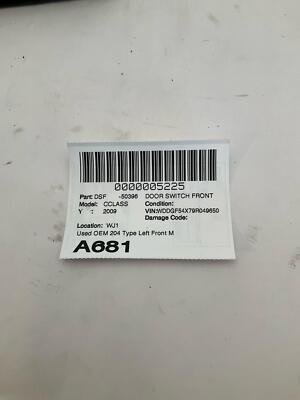 0000005225
Part: DSF -50396 DOOR SWITCH FRONT
Model: CCLASS Condition:
Y : 2009 VIN:WDDGF54X79R049650
Damage Code:
Location: WJ1
Used OEM 204 Type Left Front M
A681